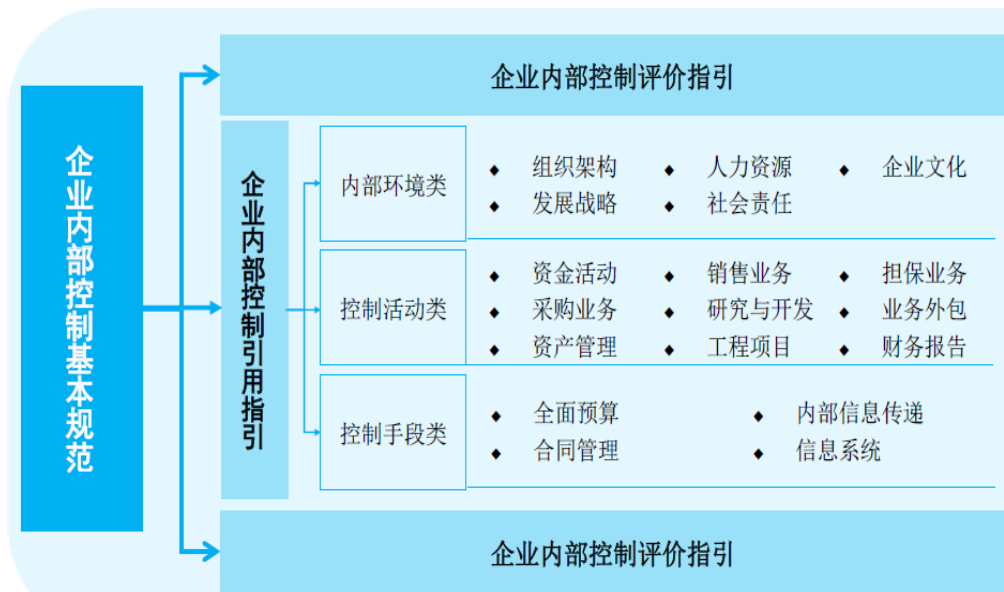 企业内部控制基本规范
企业内部控制评价指引
企业内部控制引用指引
内部环境类
◆ 组织架构 ◆ 人力资源 ◆ 企业文化
◆ 发展战略 ◆ 社会责任
控制活动类
◆ 资金活动 ◆ 销售业务 ◆ 担保业务
◆ 采购业务 ◆ 研究与开发 ◆ 业务外包
◆ 资产管理 ◆ 工程项目 ◆ 财务报告
控制手段类
◆ 全面预算 ◆ 内部信息传递
◆ 合同管理 ◆ 信息系统
企业内部控制评价指引